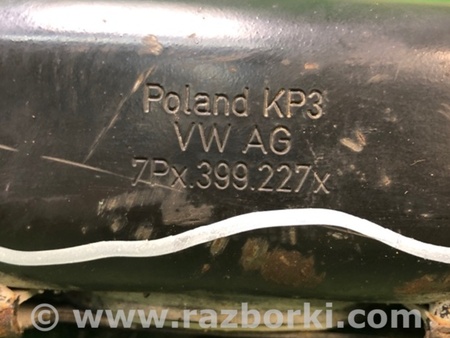 Poland KP3
VW AG
7Px.399.227x
www.razborki.com